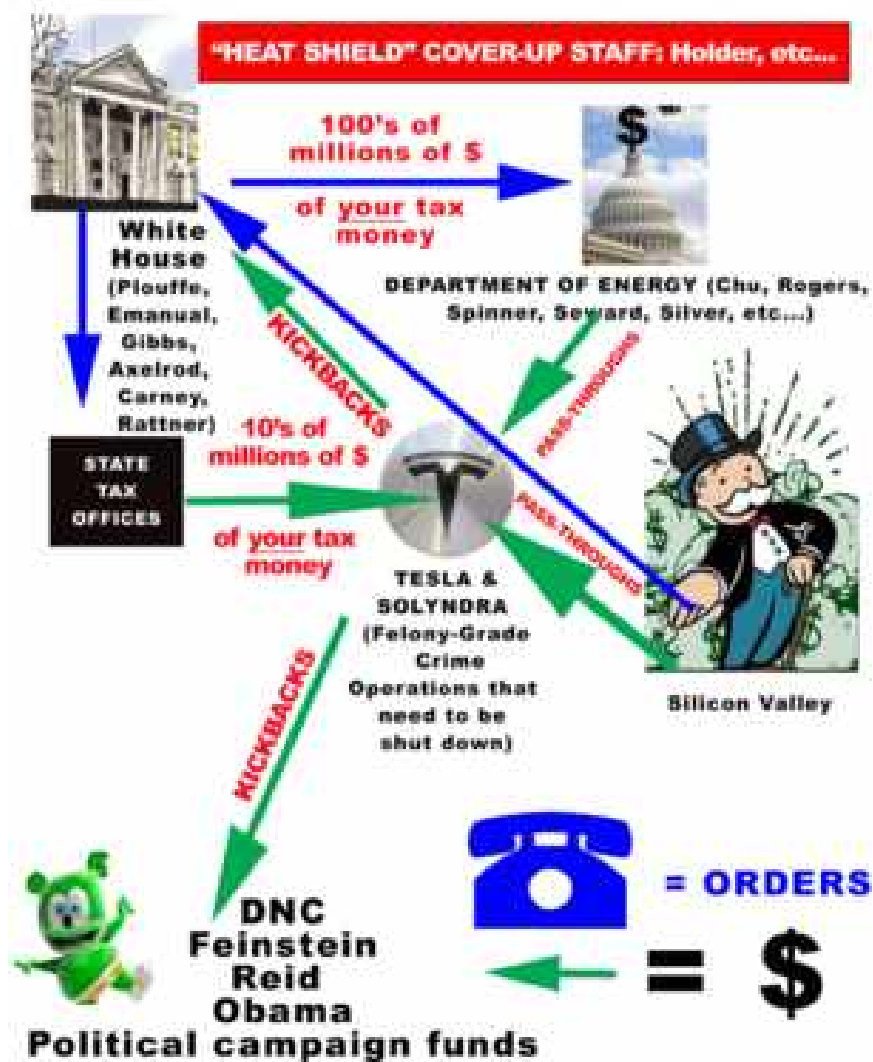 "HEAT SHIELD" COVER-UP STAFF: Holder, etc...
100's of
millions of $
of your tax
money
$
White
House
(Plouffe,
Emanual,
Gibbs,
Axelrod,
Carney,
Rattner)
DEPARTMENT OF ENERGY (Chu, Rogers,
Spinner, Seward, Silver, etc...)
KICKBACKS
PASS-THROUGHS
STATE
TAX
OFFICES
10's of
millions of $
of your tax
money
PASS-THROUGHS
TESLA &
SOLYNDRA
(Felony-Grade
Crime
Operations that
need to be
shut down)
Silicon Valley
KICKBACKS
DNC
Feinstein
Reid
Obama
Political campaign funds
= ORDERS
= $